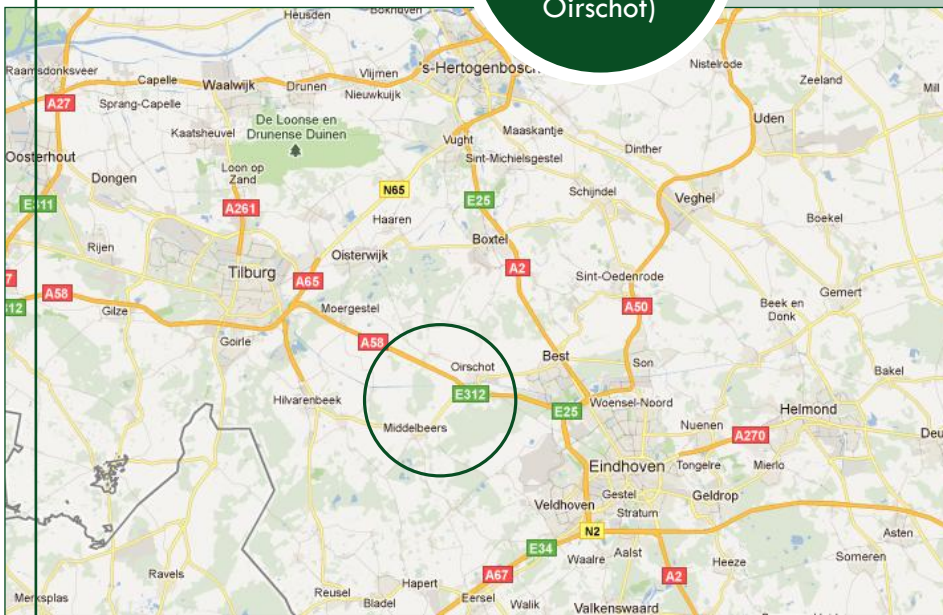 Oirschot)
Heusden
Bokhoven
Raamsdonksveer
Capelle
Waalwijk
Drunen
Vlijmen
Nieuwkuijk
Nistelrode
Zeeland
Mill
A27
Sprang-Capelle
Kaatsheuvel
De Loonse en
Drunense Duinen
Uden
Maaskantje
Vught
Sint-Michielsgestel
Dinther
Oosterhout
Dongen
Loon op
Zand
N65
E25
Schijndel
Veghel
A261
Haaren
Boekel
Rijen
Boxtel
Oisterwijk
Tilburg
A65
A2
Sint-Oedenrode
Gemert
A58
Gilze
Moergestel
A50
Beek en
Donk
Goirle
A58
Best
Son
Oirschot
Bakel
Hilvarenbeek
E312
E25
Woensel-Noord
Helmond
Middelbeers
Nuenen
A270
Eindhoven
Tongelre
Mierlo
Veldhoven
Gestel
Geldrop
Stratum
N2
Asten
E34
Waalre
Aalst
Heeze
Someren
Ravels
A67
A2
Merksplas
Reusel
Hapert
Bladel
Eersel
Walik
Valkenswaard